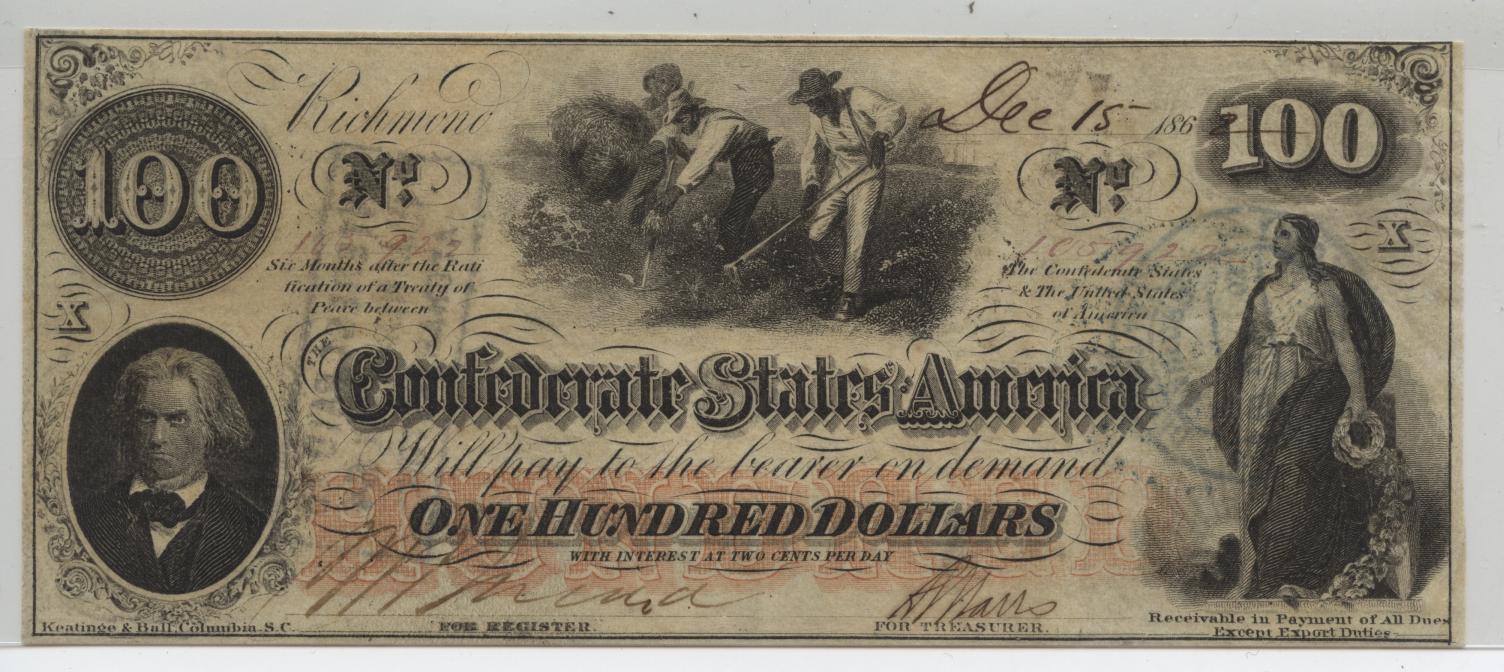 Richmond
Dec 15 186
100
100
No.
No.
Six Months after the Rati
fication of a Treaty of
Peace between
The Confederate States
& The United States
of America
X
X
THE
Confederate States America
Will pay to the bearer on demand
HUNDRED
ONE HUNDRED DOLLARS
WITH INTEREST AT TWO CENTS PER DAY
Keatinge & Ball, Columbia, S.C.
FOR REGISTER.
FOR TREASURER.
Receivable in Payment of All Dues
Except Export Duties